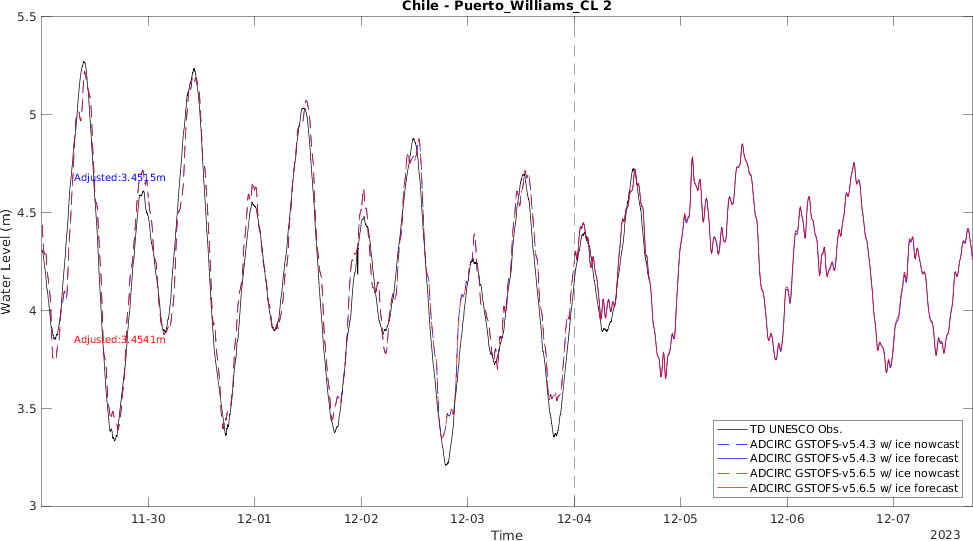 Chile - Puerto_Williams_CL 2
5.5
5
4.5
4
3.5
3
Water Level (m)
Adjusted:3.4515m
Adjusted:3.4541m
TD UNESCO Obs.
ADCIRC GSTOFS-v5.4.3 w/ ice nowcast
ADCIRC GSTOFS-v5.4.3 w/ ice forecast
ADCIRC GSTOFS-v5.6.5 w/ ice nowcast
ADCIRC GSTOFS-v5.6.5 w/ ice forecast
11-30
12-01
12-02
12-03
12-04
12-05
12-06
12-07
Time
2023